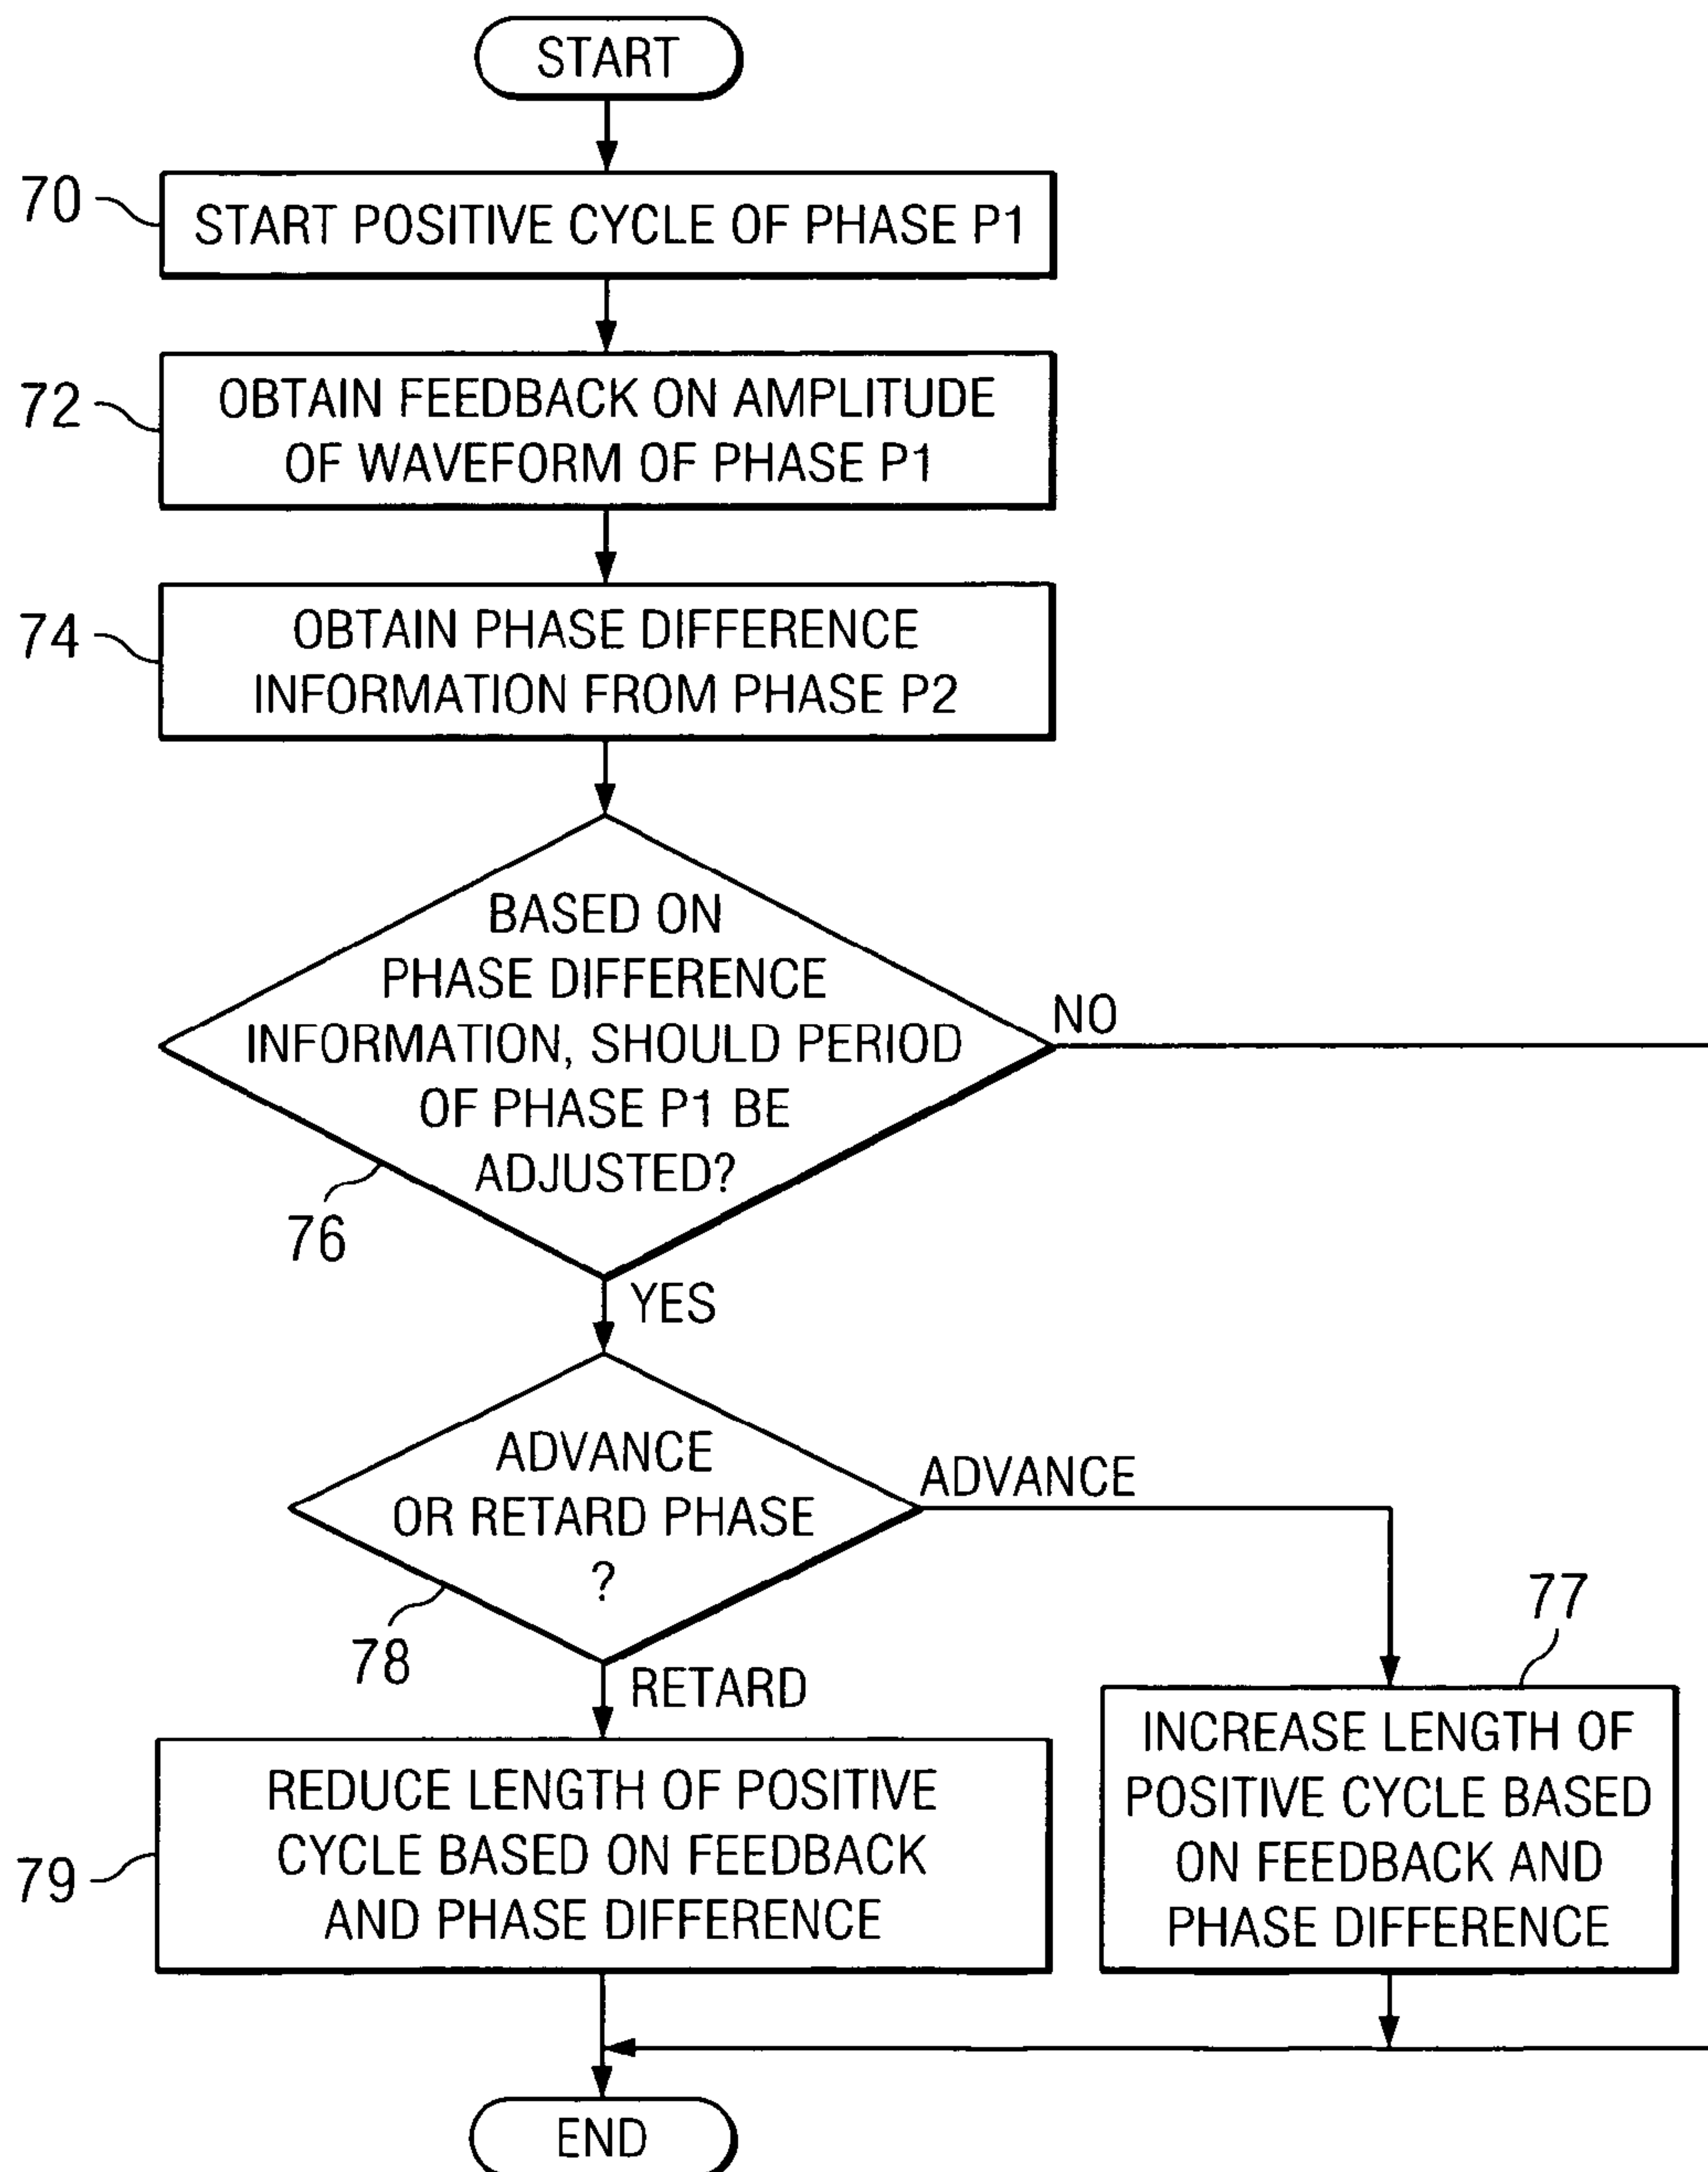 START
70
START POSITIVE CYCLE OF PHASE P1
72
OBTAIN FEEDBACK ON AMPLITUDE
OF WAVEFORM OF PHASE P1
74
OBTAIN PHASE DIFFERENCE
INFORMATION FROM PHASE P2
BASED ON
PHASE DIFFERENCE
INFORMATION, SHOULD PERIOD
OF PHASE P1 BE
ADJUSTED?
NO
76
YES
ADVANCE
OR RETARD PHASE
?
ADVANCE
78
RETARD
77
INCREASE LENGTH OF
POSITIVE CYCLE BASED
ON FEEDBACK AND
PHASE DIFFERENCE
79
REDUCE LENGTH OF POSITIVE
CYCLE BASED ON FEEDBACK
AND PHASE DIFFERENCE
END